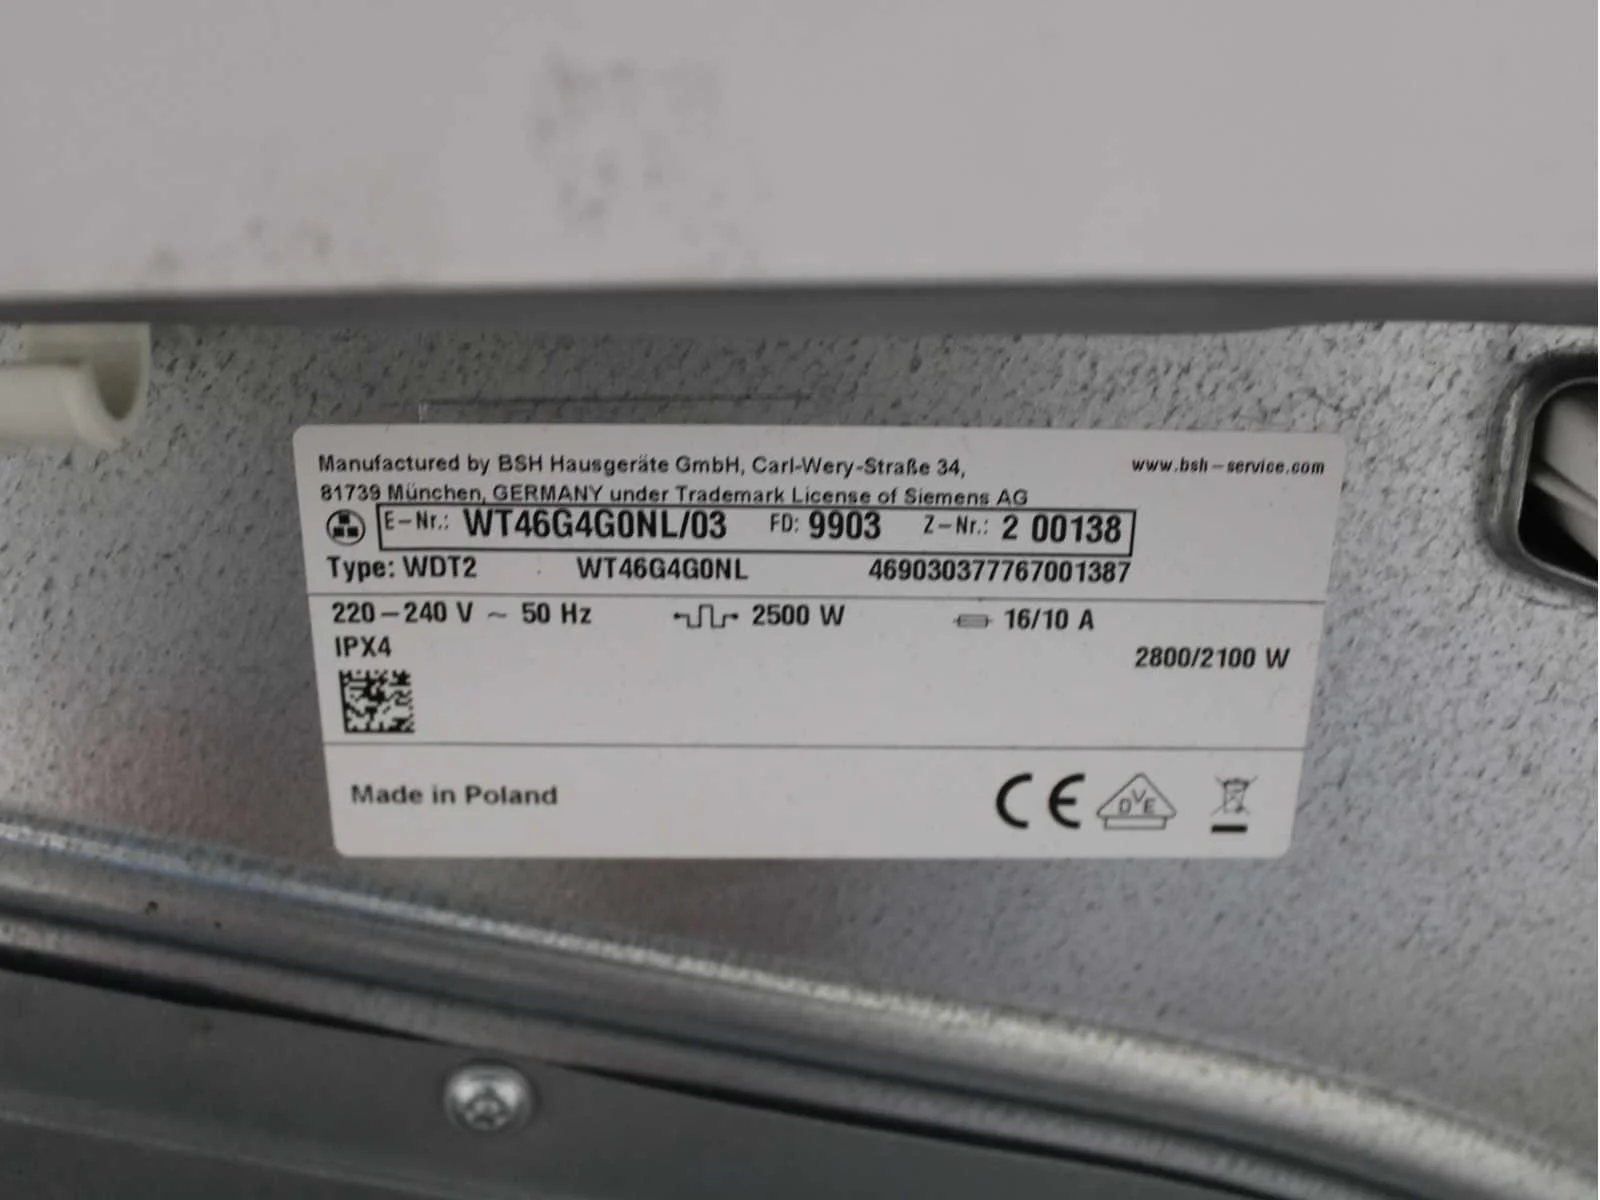 Manufactured by BSH Hausgeräte GmbH, Carl-Wery-Straße 34, www.bsh-service.com
81739 München, GERMANY under Trademark License of Siemens AG
E-Nr.: WT46G4G0NL/03 FD: 9903 Z-Nr.: 2 00138
Type: WDT2 WT46G4G0NL 469030377767001387
220-240 V ~ 50 Hz 2500 W 16/10 A
IPX4
2800/2100 W
Made in Poland
CE DVE